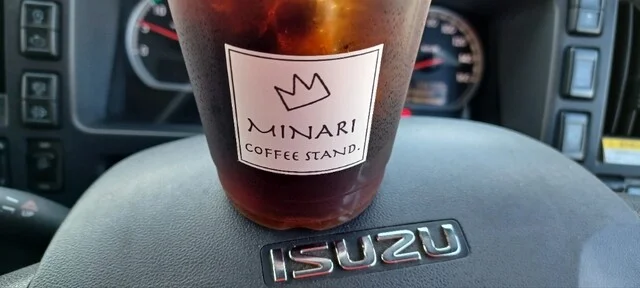 MINARI
COFFEE STAND.
ISUZU